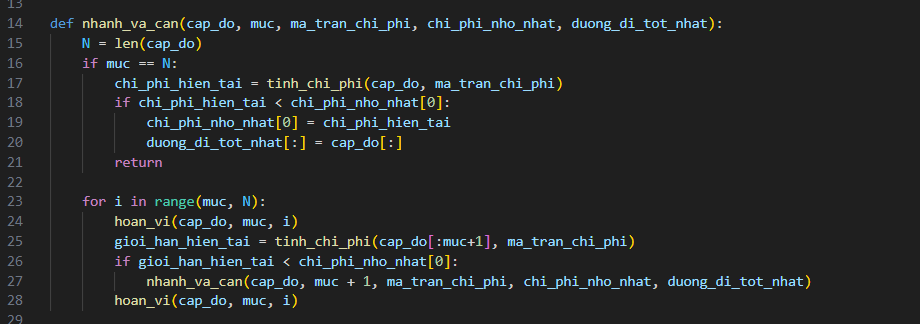 13
14 def nhanh_va_can(cap_do, muc, ma_tran_chi_phi, chi_phi_nho_nhat, duong_di_tot_nhat):
15     N = len(cap_do)
16     if muc == N:
17         chi_phi_hien_tai = tinh_chi_phi(cap_do, ma_tran_chi_phi)
18         if chi_phi_hien_tai < chi_phi_nho_nhat[0]:
19             chi_phi_nho_nhat[0] = chi_phi_hien_tai
20             duong_di_tot_nhat[:] = cap_do[:]
21         return
22
23     for i in range(muc, N):
24         hoan_vi(cap_do, muc, i)
25         gioi_han_hien_tai = tinh_chi_phi(cap_do[:muc+1], ma_tran_chi_phi)
26         if gioi_han_hien_tai < chi_phi_nho_nhat[0]:
27             nhanh_va_can(cap_do, muc + 1, ma_tran_chi_phi, chi_phi_nho_nhat, duong_di_tot_nhat)
28         hoan_vi(cap_do, muc, i)
29